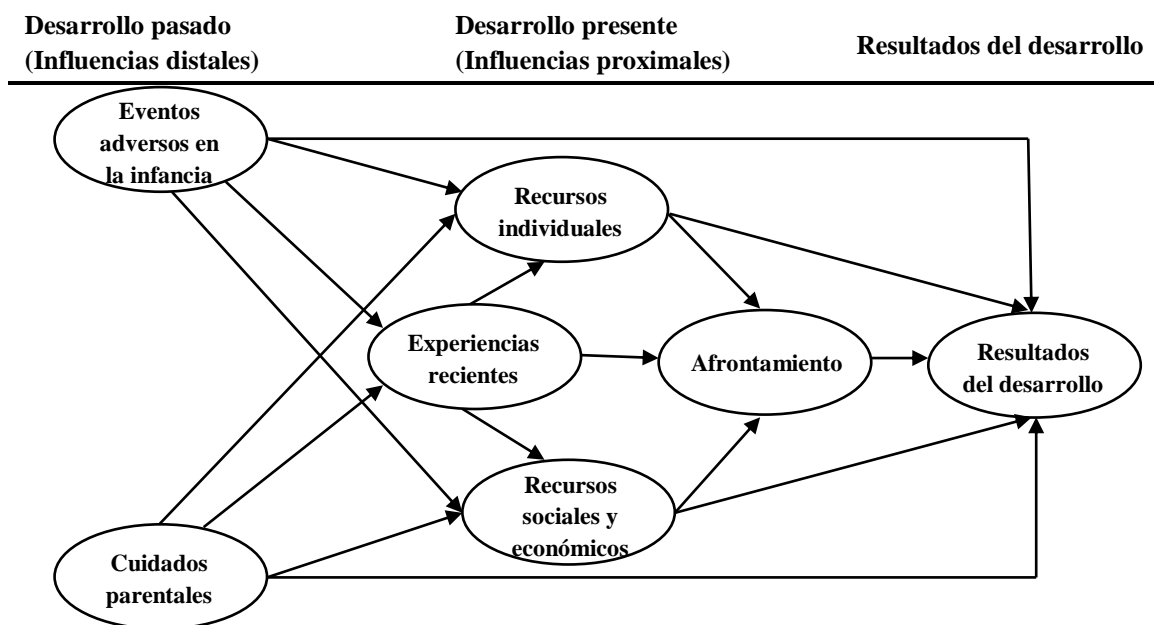 Desarrollo pasado
(Influencias distales)
Desarrollo presente
(Influencias proximales)
Resultados del desarrollo
Eventos
adversos en
la infancia
Recursos
individuales
Experiencias
recientes
Afrontamiento
Resultados
del desarrollo
Recursos
sociales y
económicos
Cuidados
parentales